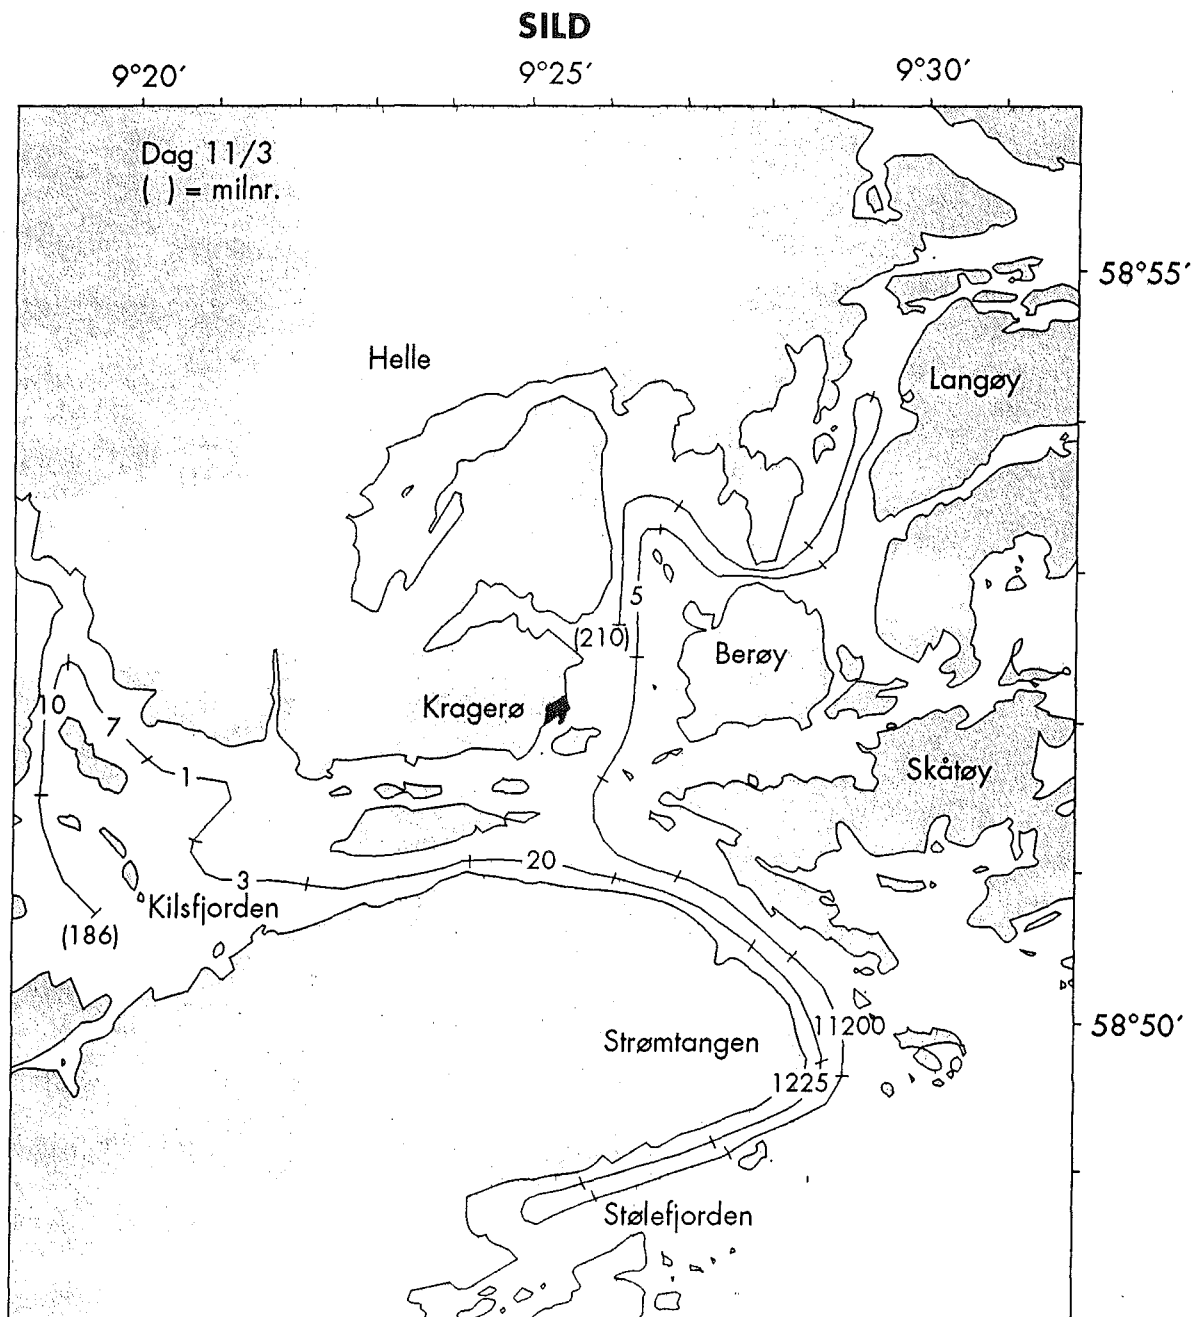 SILD
9°20′ 9°25′ 9°30′
Dag 11/3
( ) = milnr.
58°55′
Helle
Langøy
5
(210)
Berøy
10
7
Kragerø
1
Skåtøy
20
3
Kilsfjorden
(186)
11200
58°50′
Strømtangen
1225
Stølefjorden